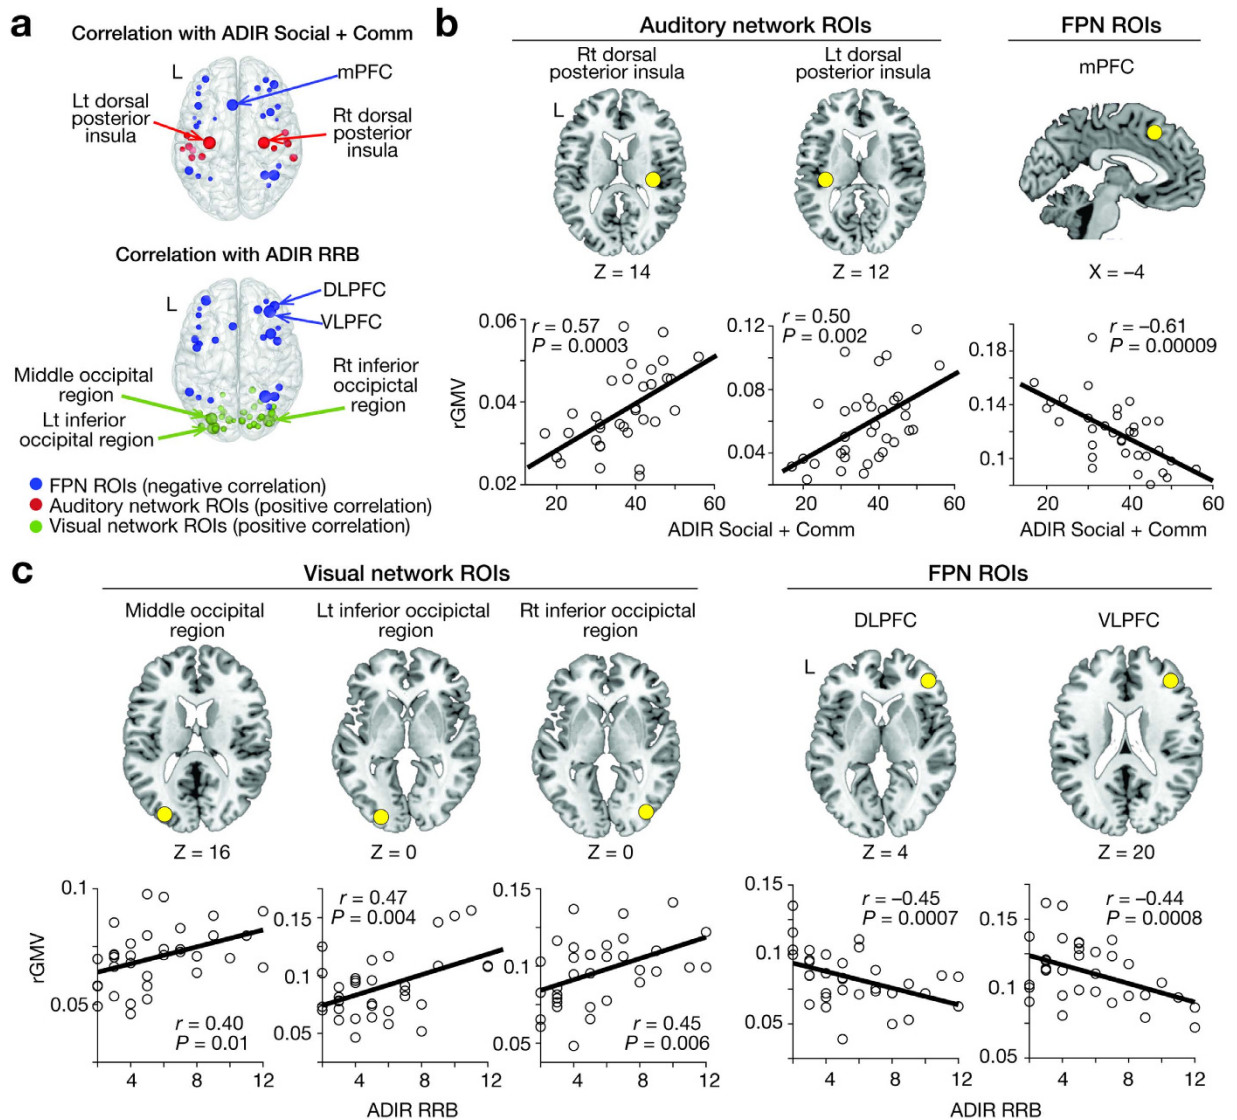 a
Correlation with ADIR Social + Comm
L
mPFC
Lt dorsal
posterior
insula
Rt dorsal
posterior
insula
Correlation with ADIR RRB
L
DLPFC
VLPFC
Middle occipital
region
Lt inferior
occipital region
Rt inferior
occipictal
region
FPN ROIs (negative correlation)
Auditory network ROIs (positive correlation)
Visual network ROIs (positive correlation)
b
Auditory network ROIs
FPN ROIs
Rt dorsal
posterior insula
Lt dorsal
posterior insula
mPFC
L
Z = 14
Z = 12
X = –4
rGMV
0.06
0.04
0.02
r = 0.57
P = 0.0003
0 20 40 60
0.12
0.08
0.04
r = 0.50
P = 0.002
0 20 40 60
0.18
0.14
0.1
r = –0.61
P = 0.00009
20 40 60
ADIR Social + Comm
ADIR Social + Comm
c
Visual network ROIs
FPN ROIs
Middle occipital
region
Lt inferior occipictal
region
Rt inferior occipictal
region
DLPFC
VLPFC
L
Z = 16
Z = 0
Z = 0
Z = 4
Z = 20
rGMV
0.1
0.05
r = 0.40
P = 0.01
4 8 12
0.15
0.1
0.05
r = 0.47
P = 0.004
4 8 12
0.15
0.1
0.05
r = 0.45
P = 0.006
4 8 12
0.15
0.1
0.05
r = –0.45
P = 0.0007
4 8 12
0.15
0.1
0.05
r = –0.44
P = 0.0008
4 8 12
ADIR RRB
ADIR RRB